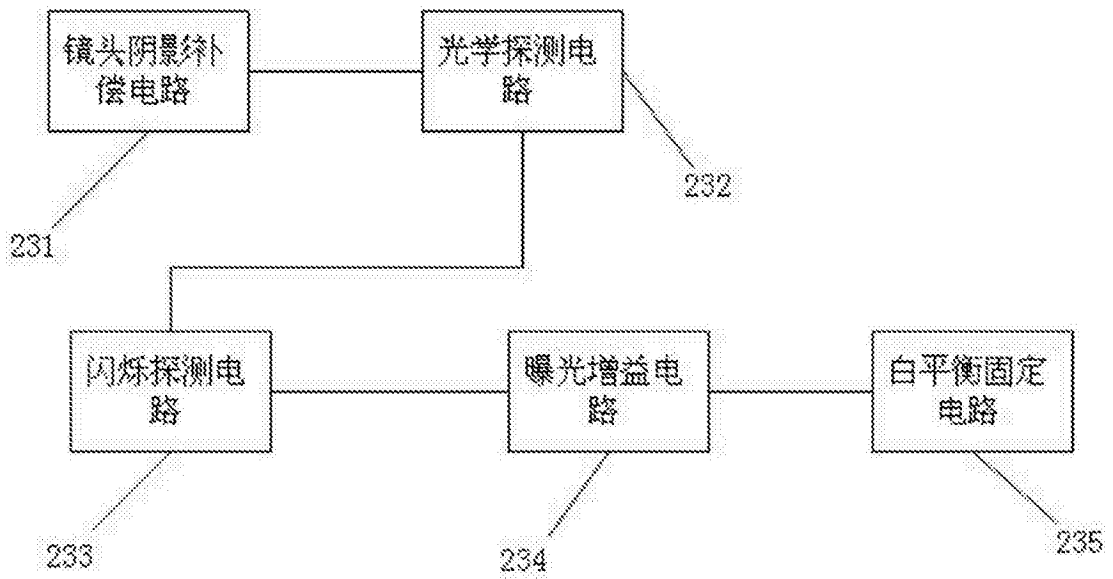 镜头阴影补
偿电路
光学探测电
路
232
231
闪烁探测电
路
曝光增益电
路
白平衡固定
电路
233
234
235